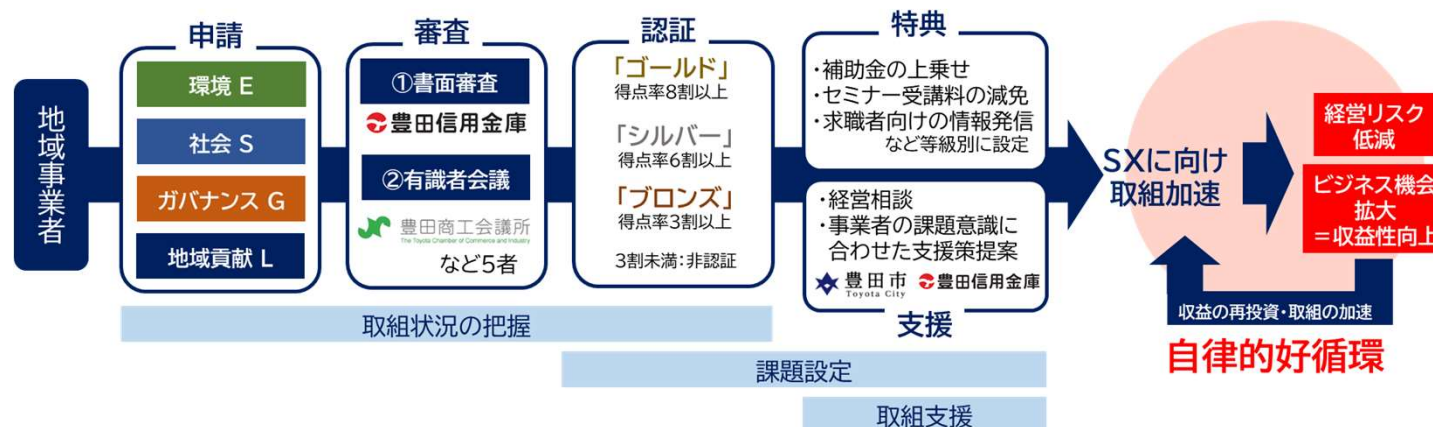 地域事業者
申請
環境 E
社会 S
ガバナンス G
地域貢献 L
審査
①書面審査
豊田信用金庫
②有識者会議
豊田商工会議所
The Toyota Chamber of Commerce and Industry
など5者
認証
「ゴールド」
得点率8割以上
「シルバー」
得点率6割以上
「ブロンズ」
得点率3割以上
3割未満：非認証
特典
・補助金の上乗せ
・セミナー受講料の減免
・求職者向けの情報発信
など等級別に設定
・経営相談
・事業者の課題意識に
合わせた支援策提案
豊田市
Toyota City
豊田信用金庫
支援
SXに向け
取組加速
経営リスク
低減
ビジネス機会
拡大
＝収益性向上
収益の再投資・取組の加速
自律的好循環
取組状況の把握
課題設定
取組支援